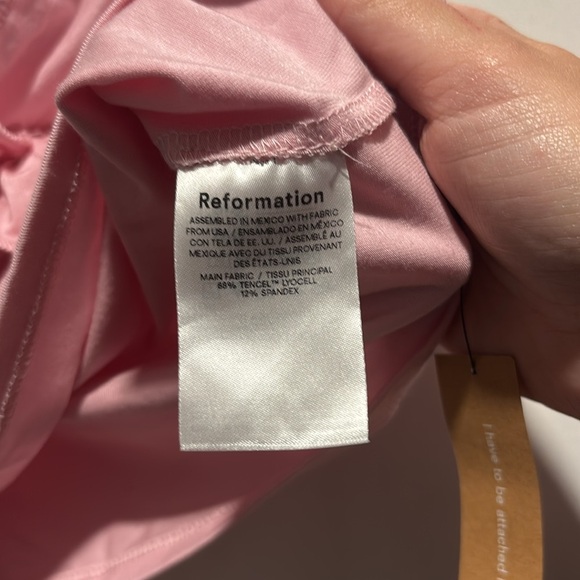 Reformation
ASSEMBLED IN MEXICO WITH FABRIC
FROM USA / ENSAMBLADO EN MÉXICO
CON TELA DE EE. UU. / ASSEMBLÉ AU
MEXIQUE AVEC DU TISSU PROVENANT
DES ÉTATS-UNIS
MAIN FABRIC / TISSU PRINCIPAL
88% TENCEL™ LYOCELL
12% SPANDEX
I have to be attached